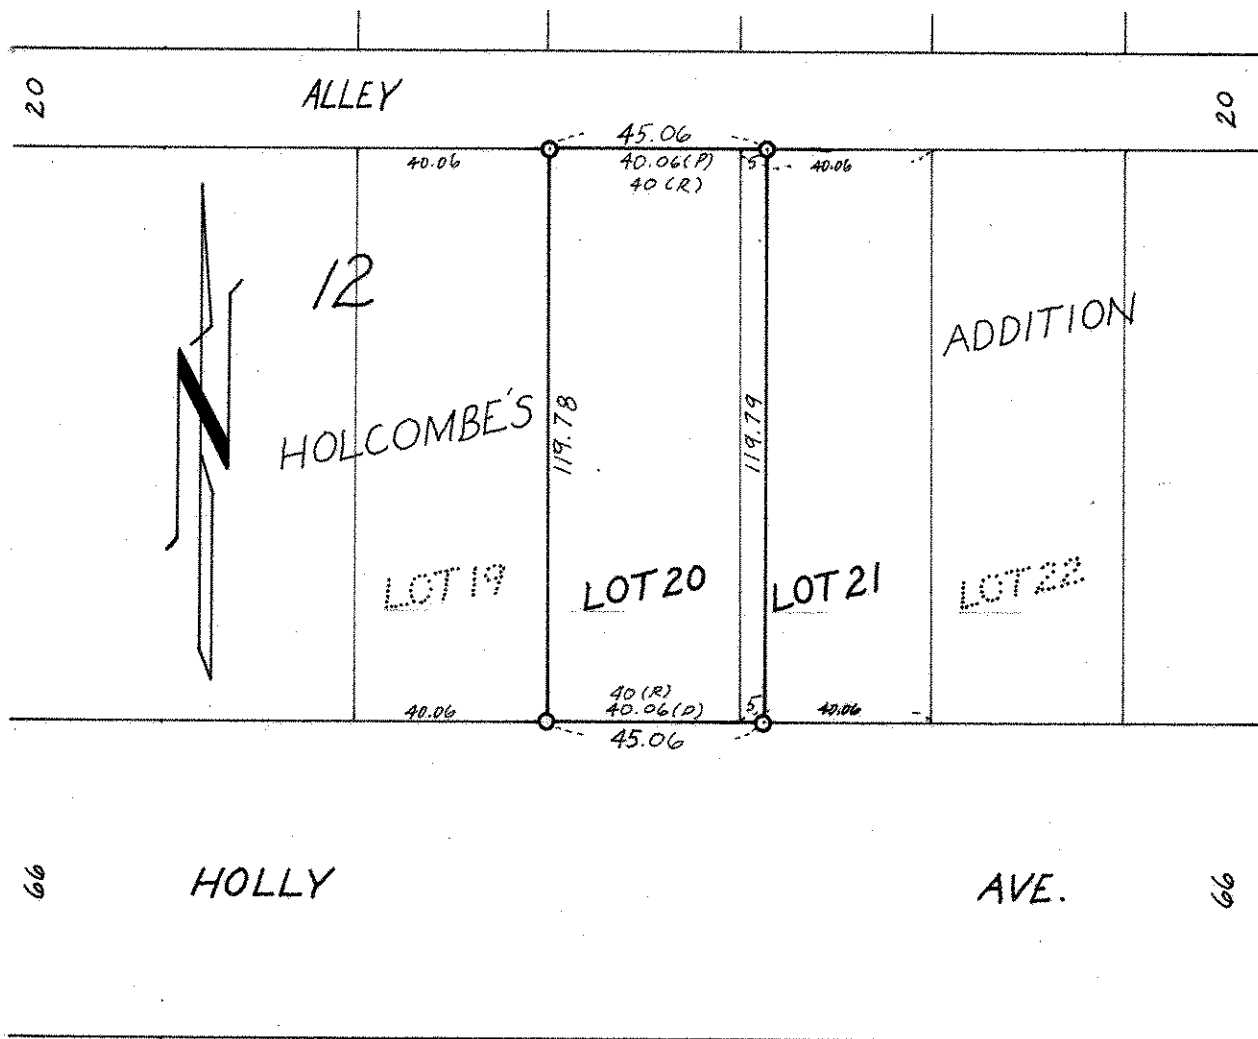 20
ALLEY
20
45.06
40.06
40.06(P)
5
40.06
40(R)
12
N
ADDITION
HOLCOMBE'S
119.78
119.79
LOT 19
LOT 20
LOT 21
LOT 22
40(R)
40.06
40.06(P)
5
40.06
45.06
66
HOLLY
AVE.
66